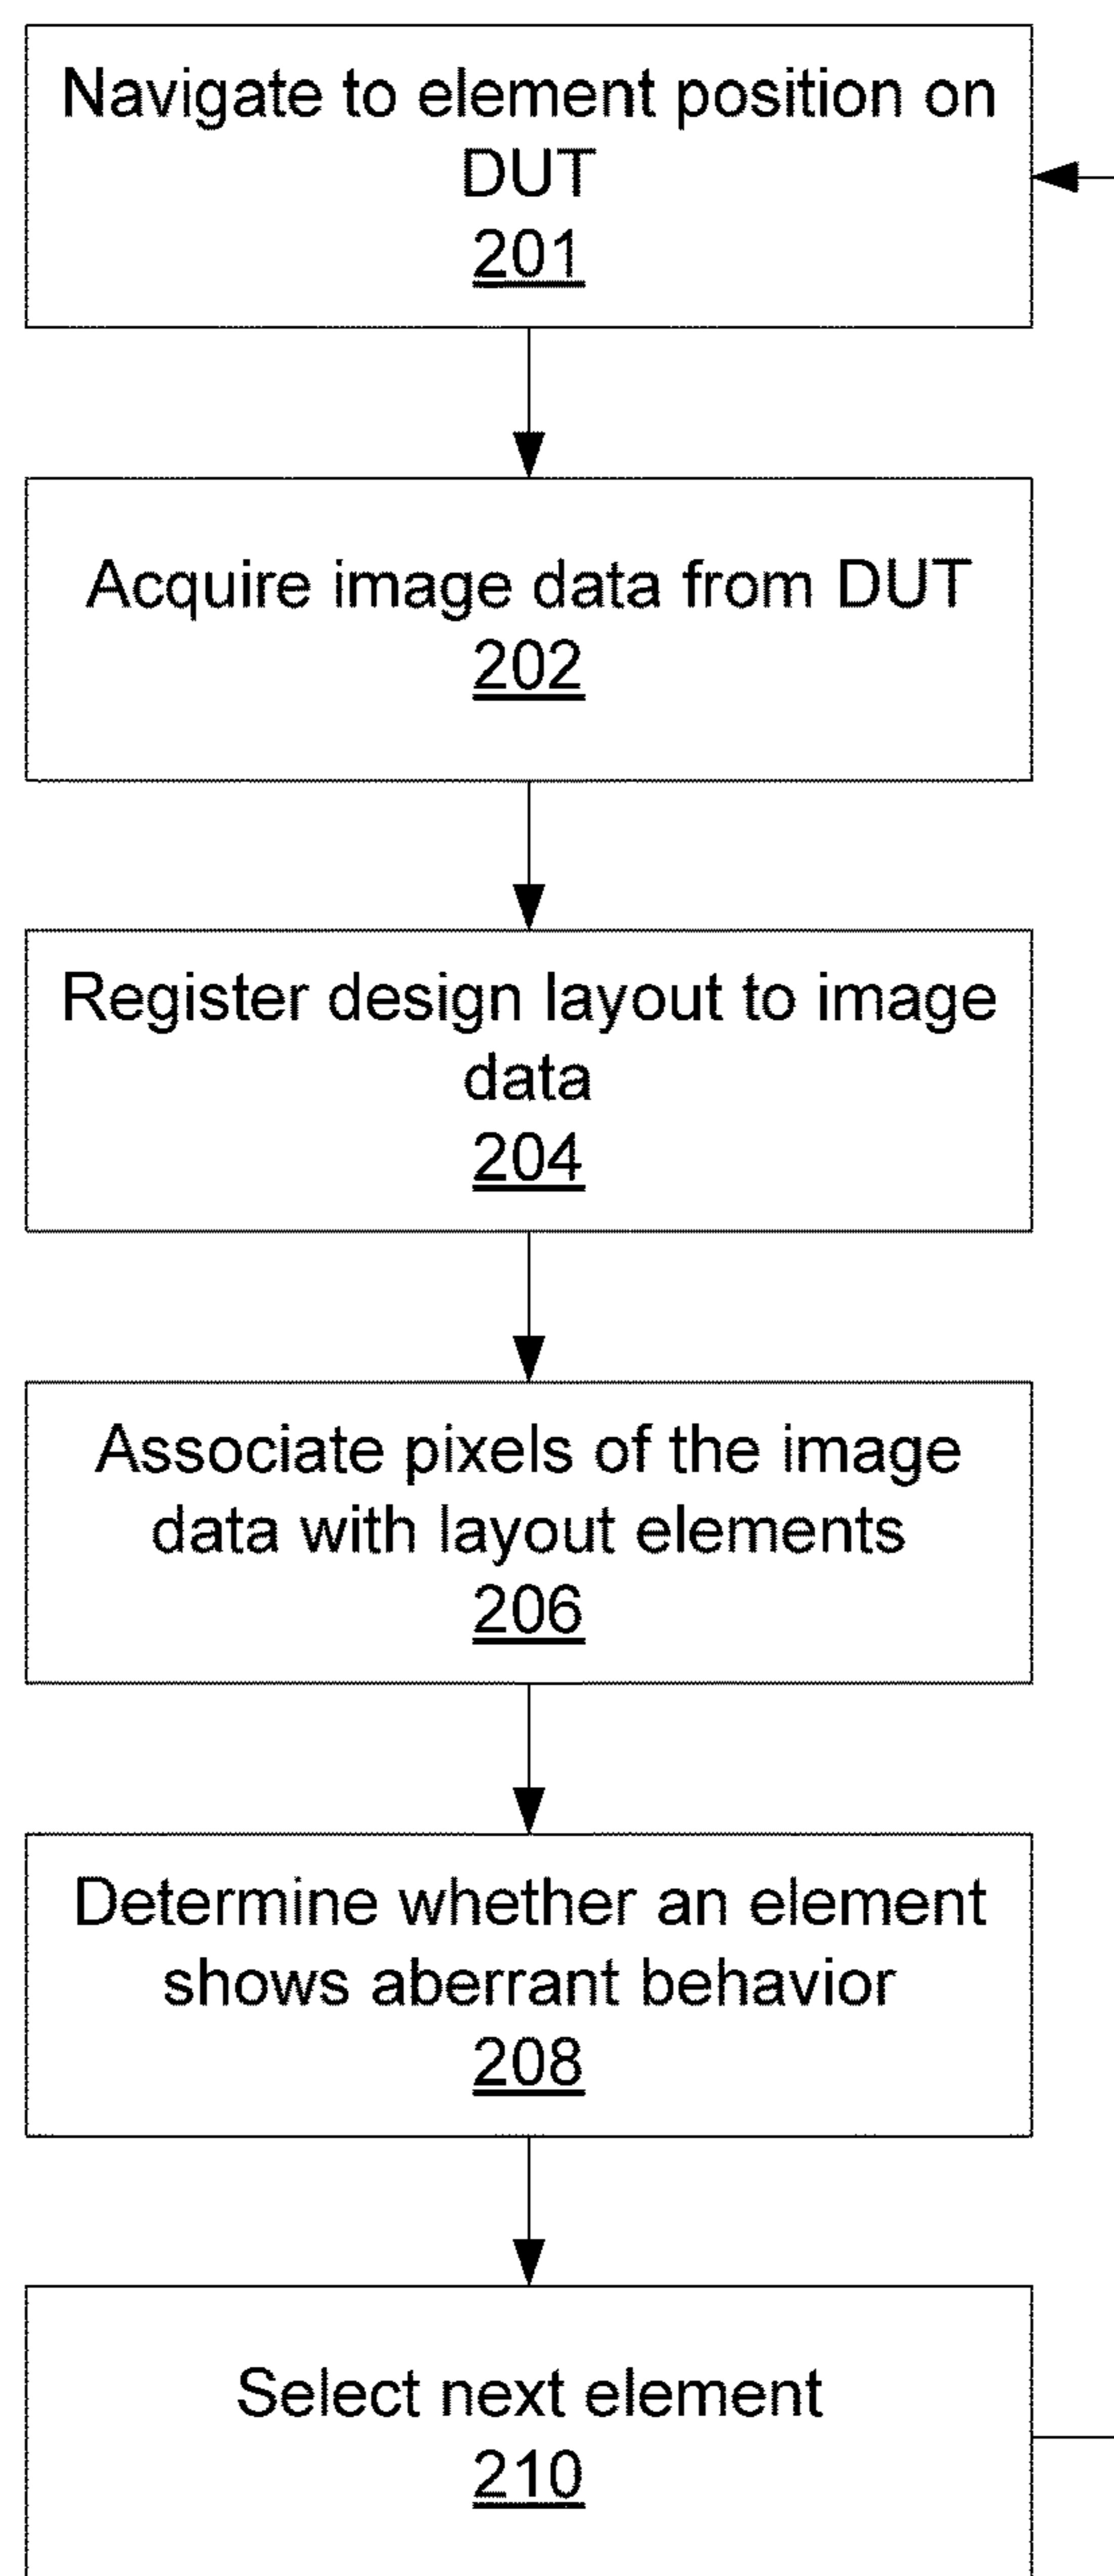 Navigate to element position on
DUT
201
Acquire image data from DUT
202
Register design layout to image
data
204
Associate pixels of the image
data with layout elements
206
Determine whether an element
shows aberrant behavior
208
Select next element
210